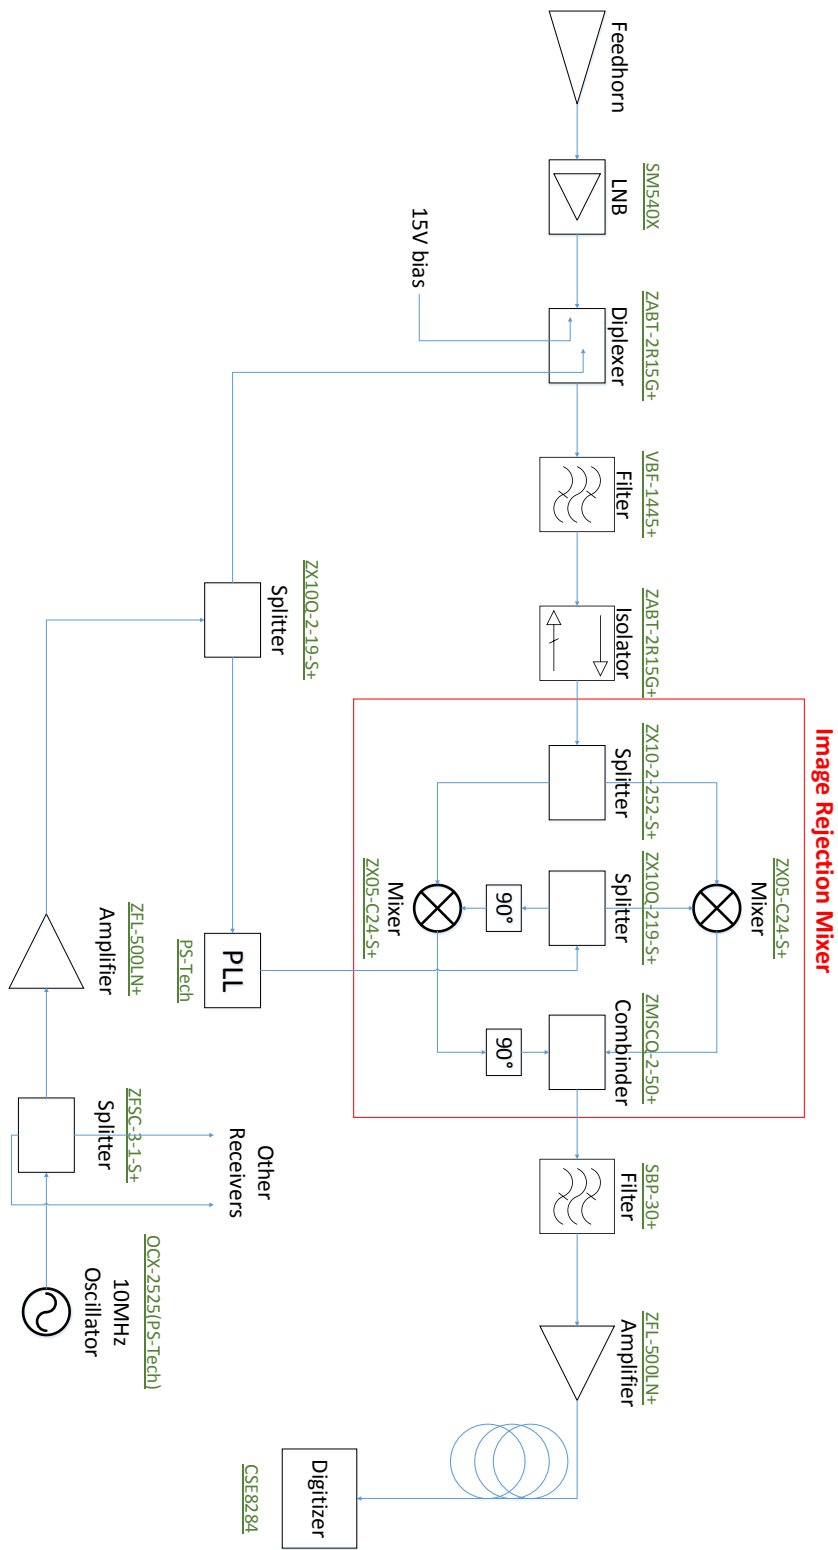 Image Rejection Mixer
Feedhorn
SM540X
LNB
ZABT-2R15G+
Diplexer
VBF-1445+
Filter
ZABT-2R15G+
Isolator
ZX10-2-252-S+
Splitter
ZX05-C24-S+
Mixer
ZX10Q-219-S+
Splitter
90°
Mixer
ZX05-C24-S+
ZMSCQ-2-50+
Combinder
90°
SBP-30+
Filter
ZFL-500LN+
Amplifier
15V bias
ZX10Q-2-19-S+
Splitter
PLL
PS-Tech
Digitizer
CSE8284
ZFL-500LN+
Amplifier
ZFSC-3-1-S+
Splitter
Other
Receivers
OCX-2525(PS-Tech)
10MHz
Oscillator